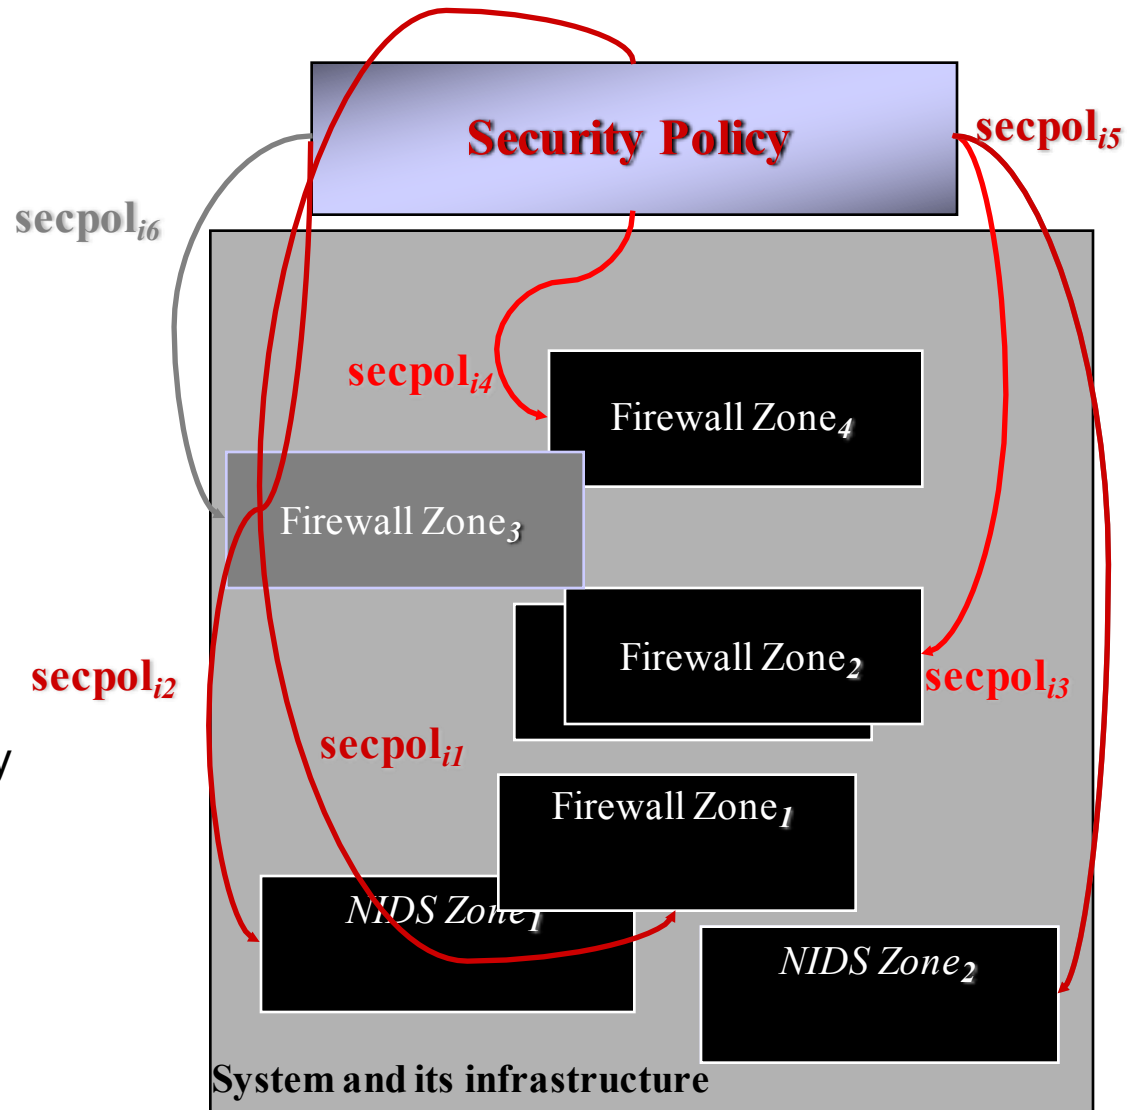 Security Policy
secpol_i5
secpol_i6
secpol_i4
Firewall Zone_4
Firewall Zone_3
Firewall Zone_2
secpol_i2
secpol_i3
secpol_i1
y
Firewall Zone_1
NIDS Zone_1
NIDS Zone_2
System and its infrastructure